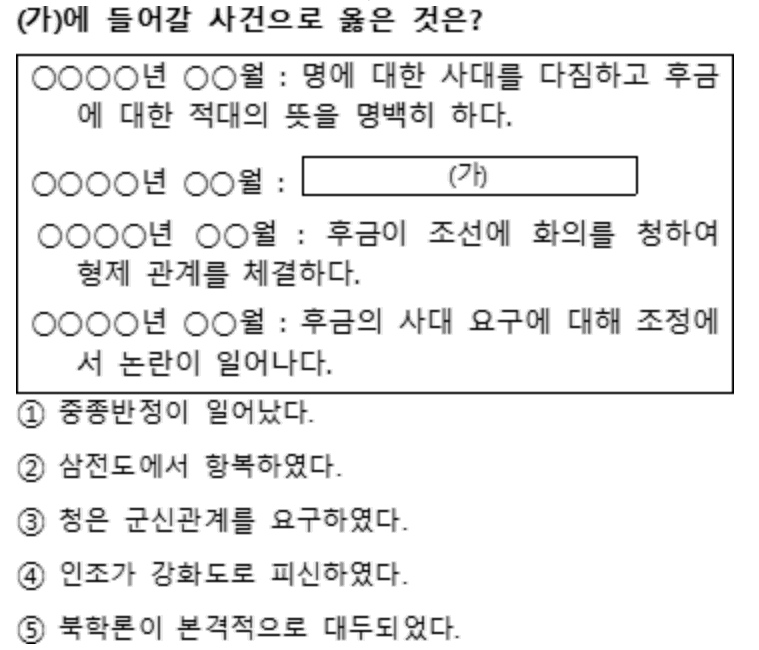 (가)에 들어갈 사건으로 옳은 것은?
○○○○년 ○○월 : 명에 대한 사대를 다짐하고 후금
에 대한 적대의 뜻을 명백히 하다.
○○○○년 ○○월 : (가)
○○○○년 ○○월 : 후금이 조선에 화의를 청하여
형제 관계를 체결하다.
○○○○년 ○○월 : 후금의 사대 요구에 대해 조정에
서 논란이 일어나다.
① 중종반정이 일어났다.
② 삼전도에서 항복하였다.
③ 청은 군신관계를 요구하였다.
④ 인조가 강화도로 피신하였다.
⑤ 북학론이 본격적으로 대두되었다.